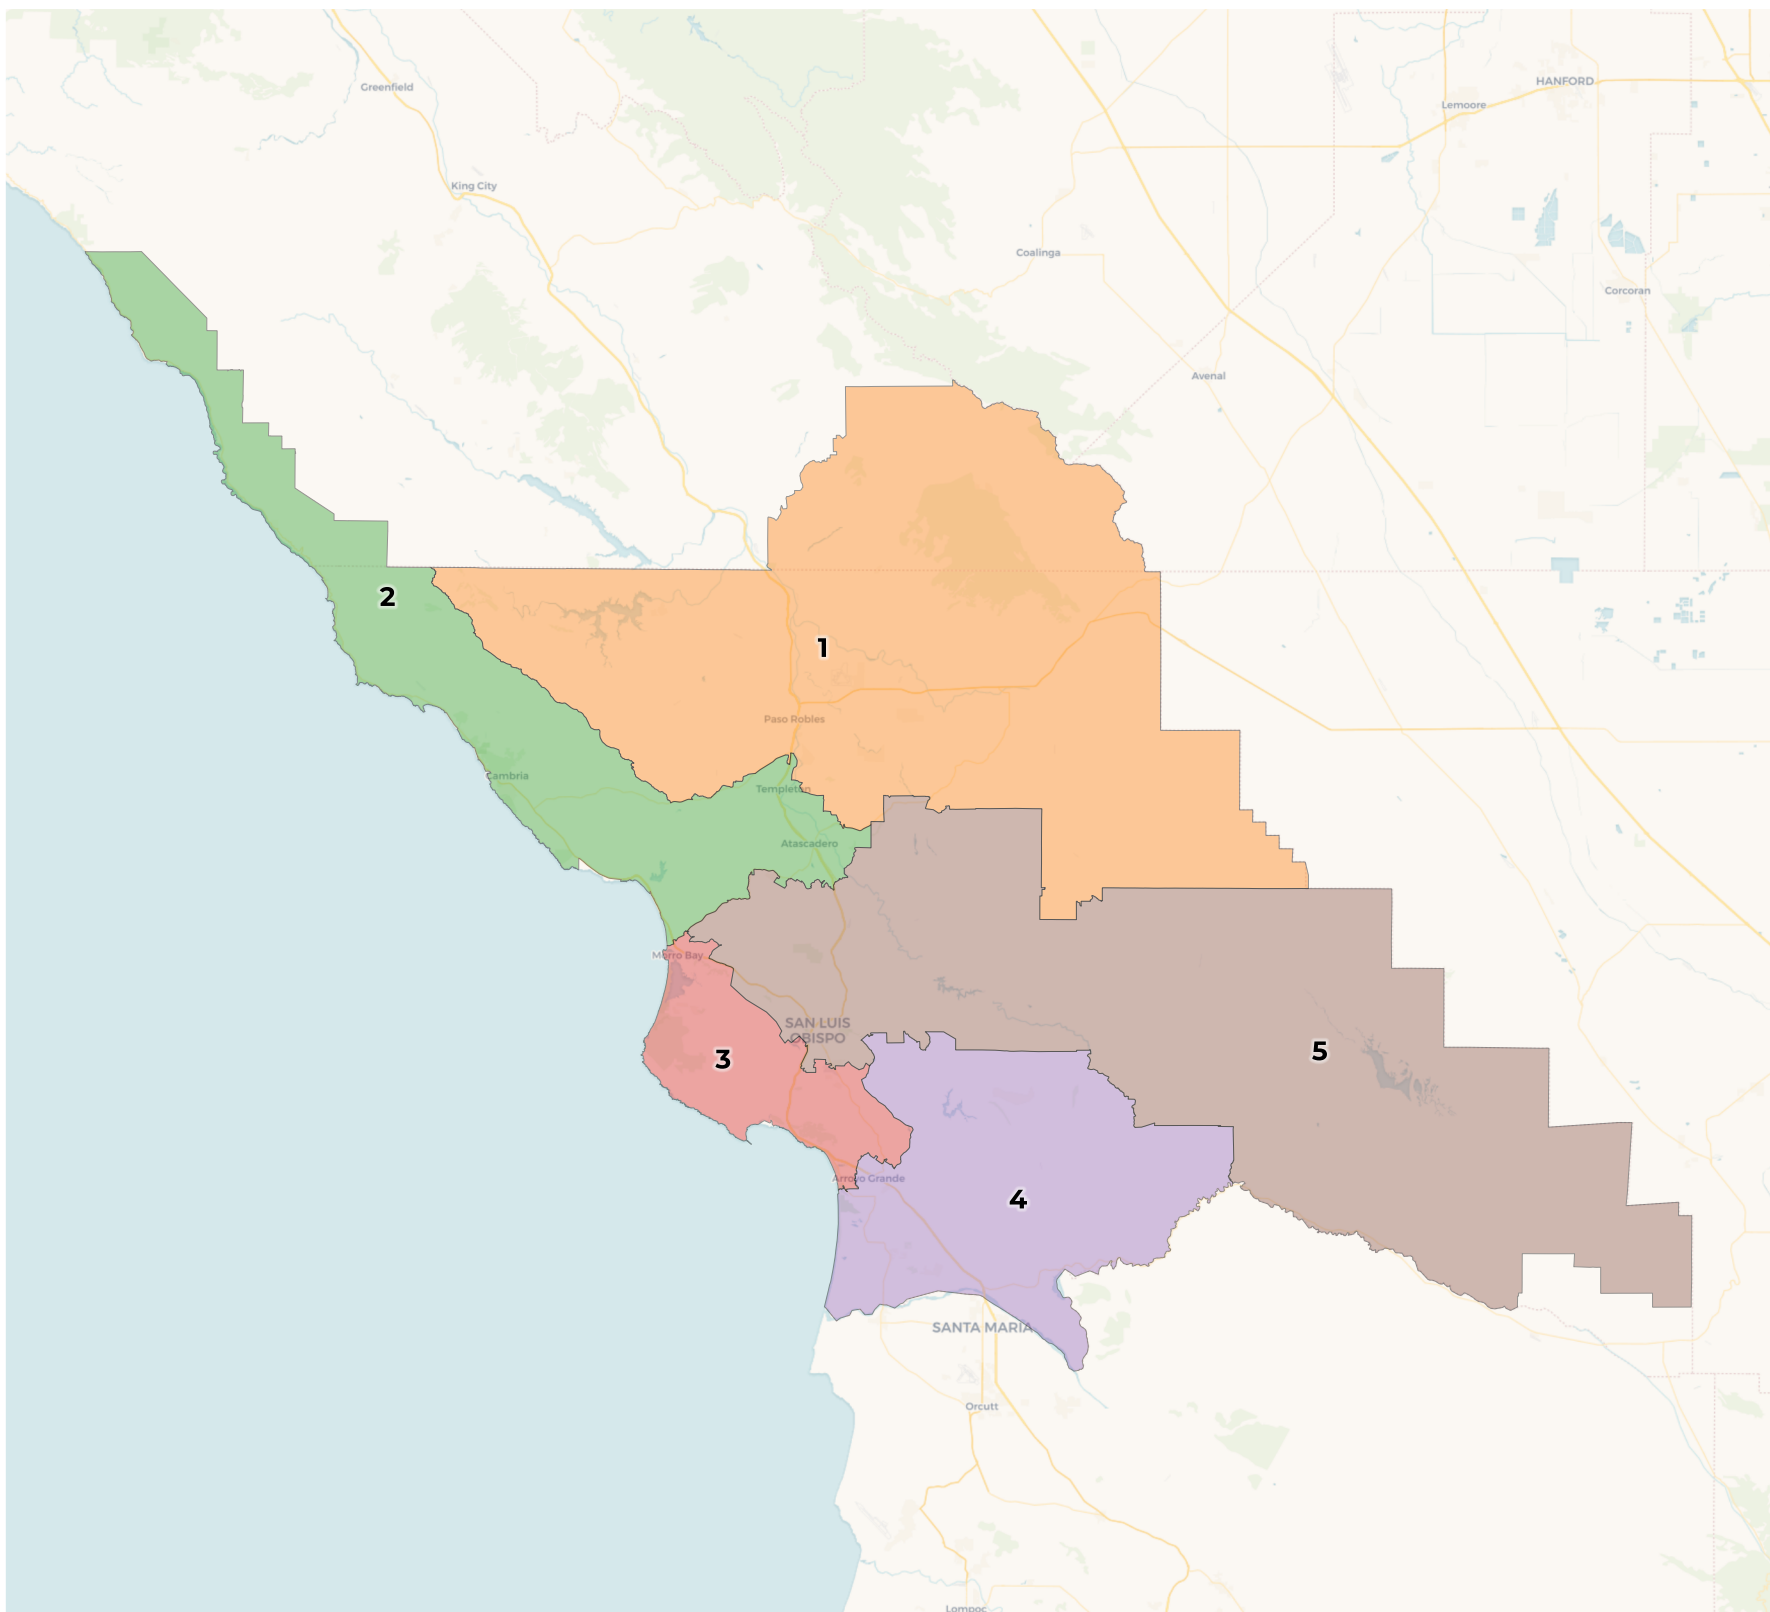 Greenfield
HANFORD
Lemoore
King City
Coalinga
Corcoran
Avenal
2
1
Paso Robles
Cambria
Templeton
Atascadero
Morro Bay
SAN LUIS
OBISPO
5
3
Arroyo Grande
4
SANTA MARIA
Orcutt
Lompoc